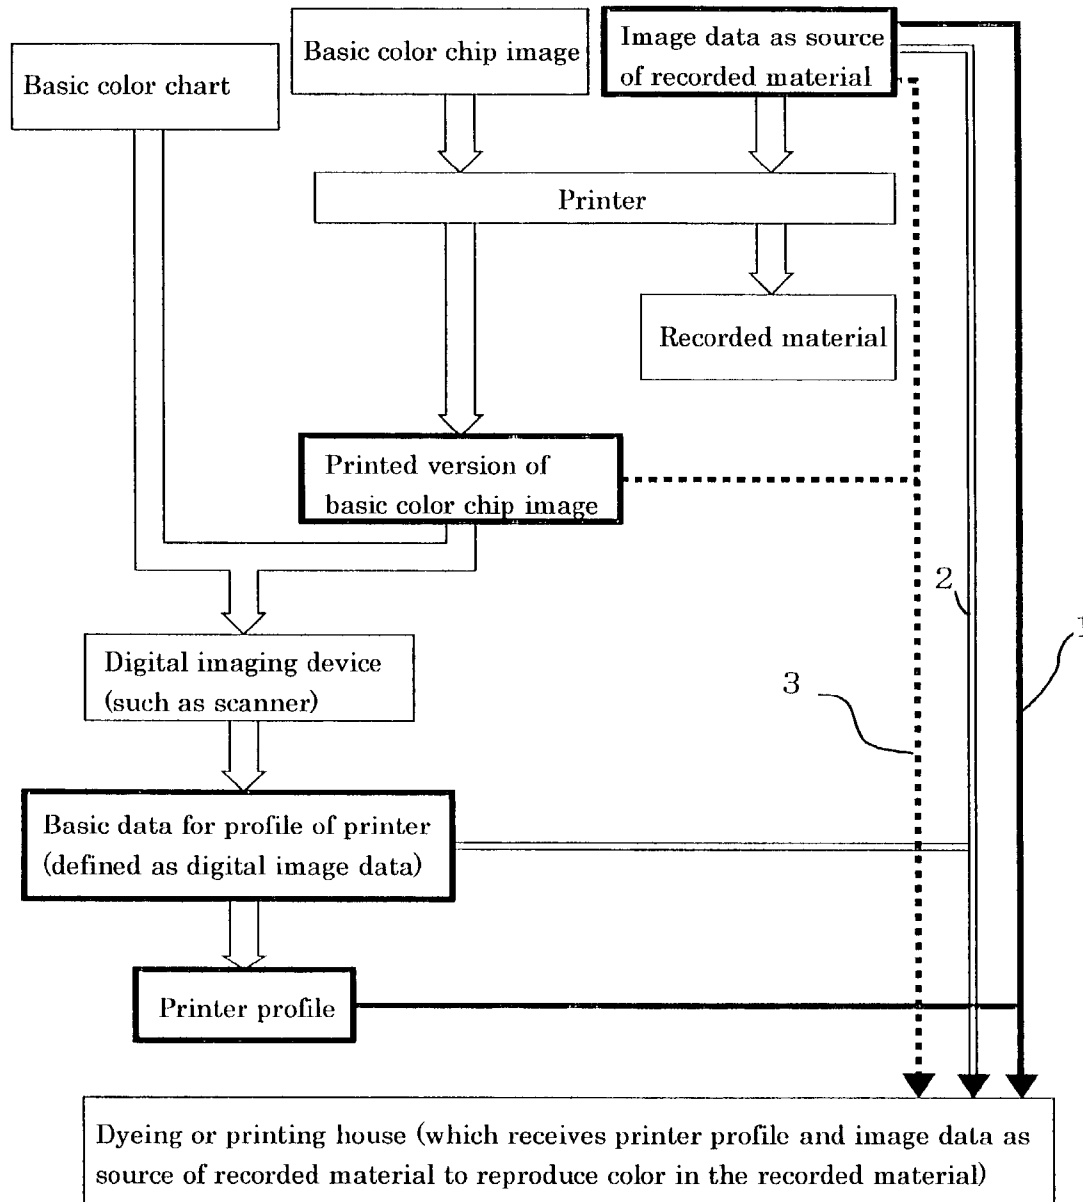 Basic color chart
Basic color chip image
Image data as source
of recorded material
Printer
Recorded material
Printed version of
basic color chip image
2
1
3
Digital imaging device
(such as scanner)
Basic data for profile of printer
(defined as digital image data)
Printer profile
Dyeing or printing house (which receives printer profile and image data as
source of recorded material to reproduce color in the recorded material)